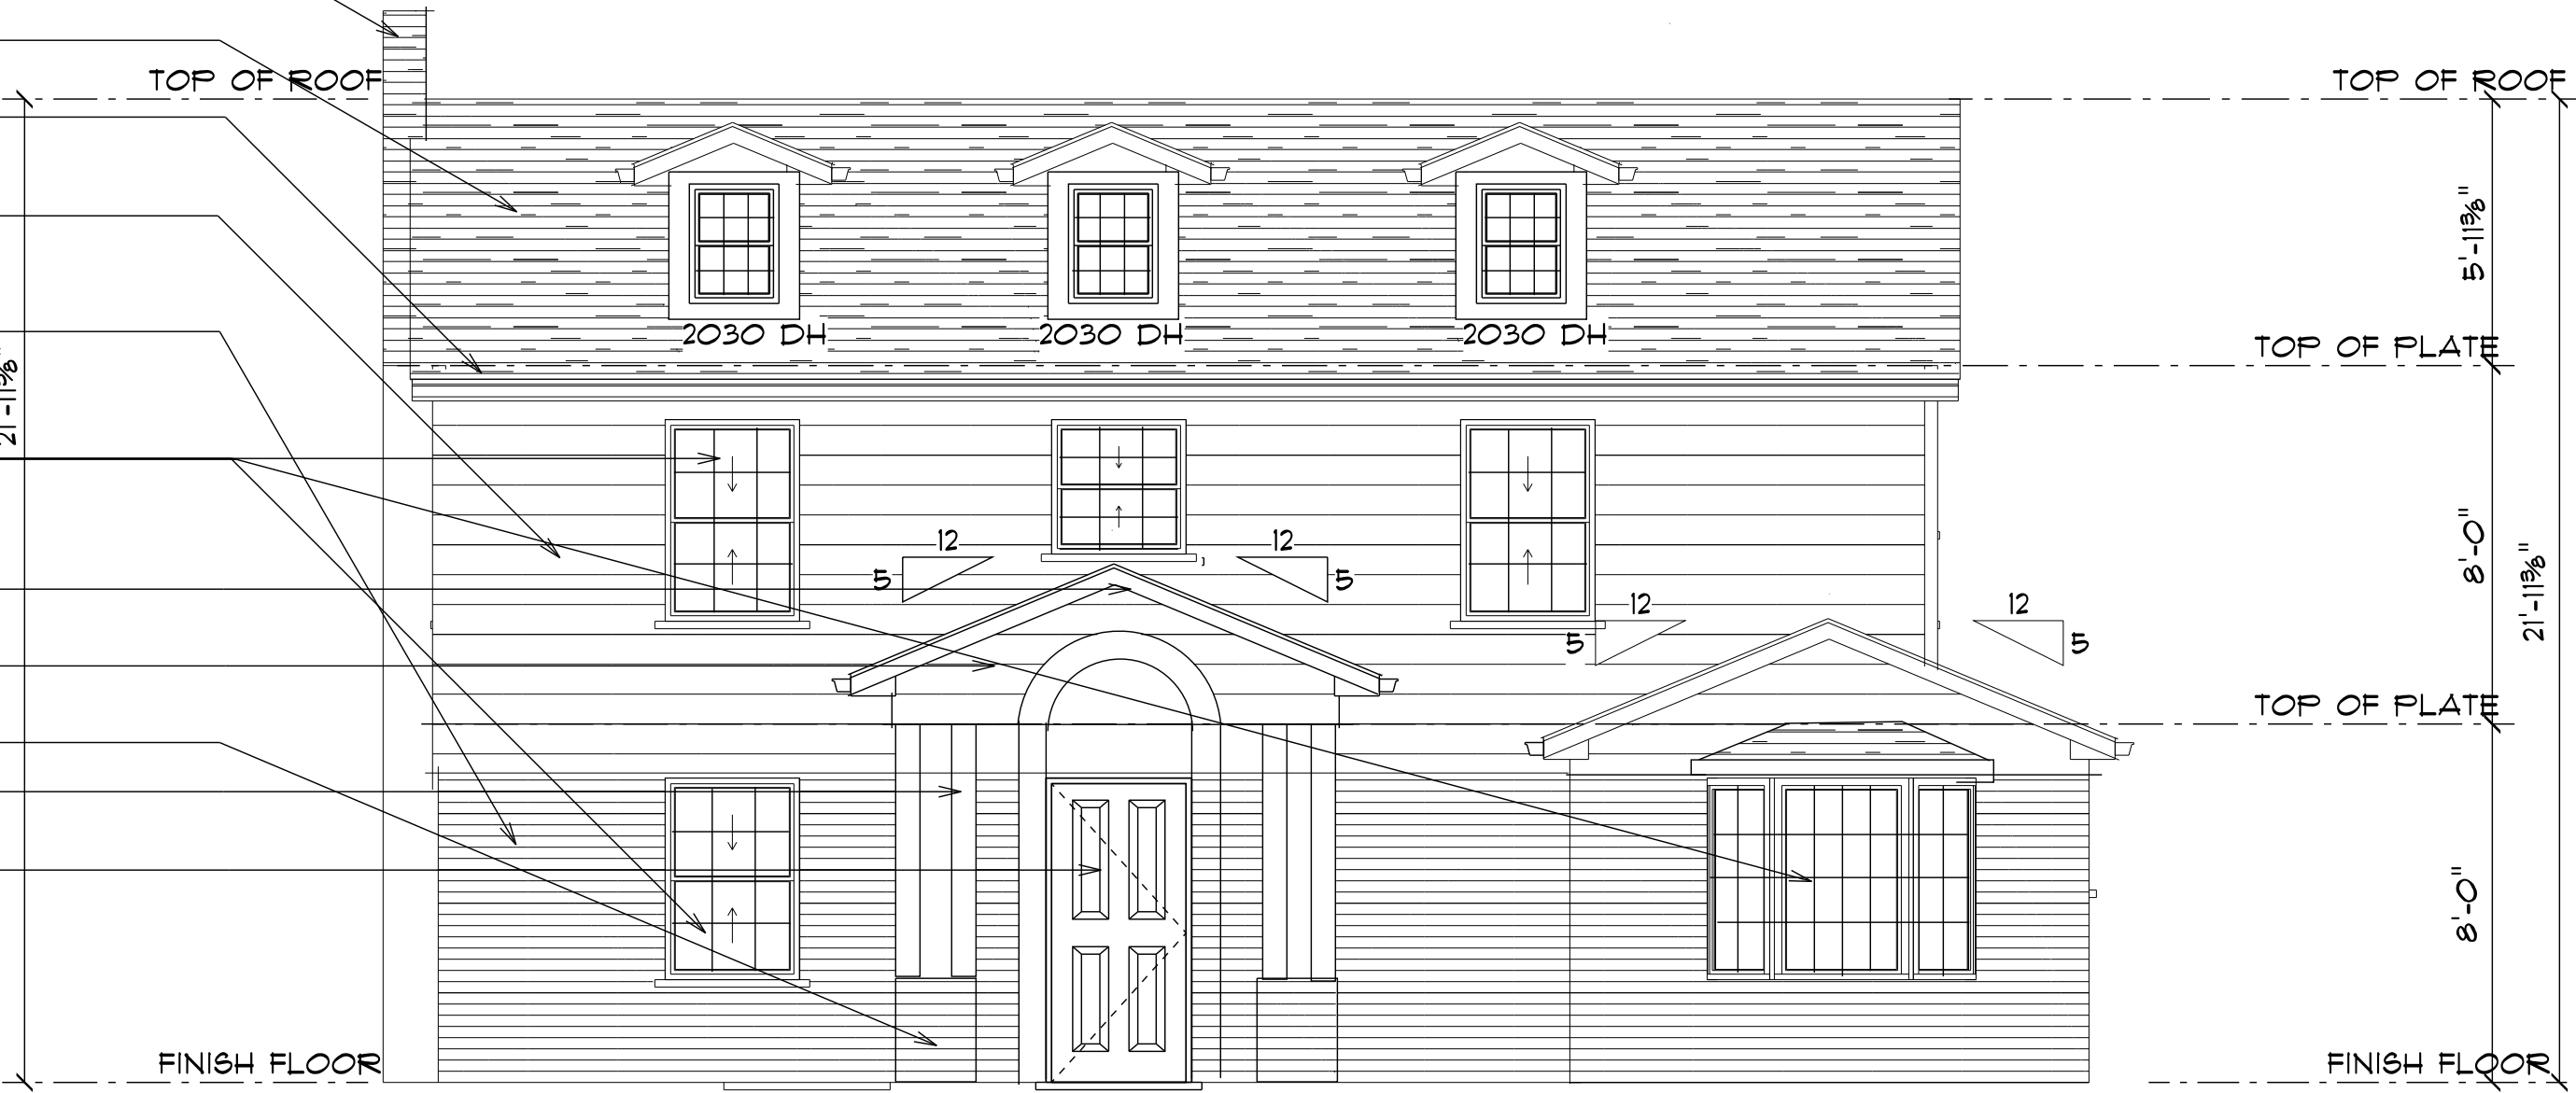 TOP OF ROOF
TOP OF ROOF
5'-11⅜"
2030 DH
2030 DH
2030 DH
TOP OF PLATE
21'-11⅜"
12
5
12
5
8'-0"
21'-11⅜"
12
5
12
5
TOP OF PLATE
8'-0"
FINISH FLOOR
FINISH FLOOR